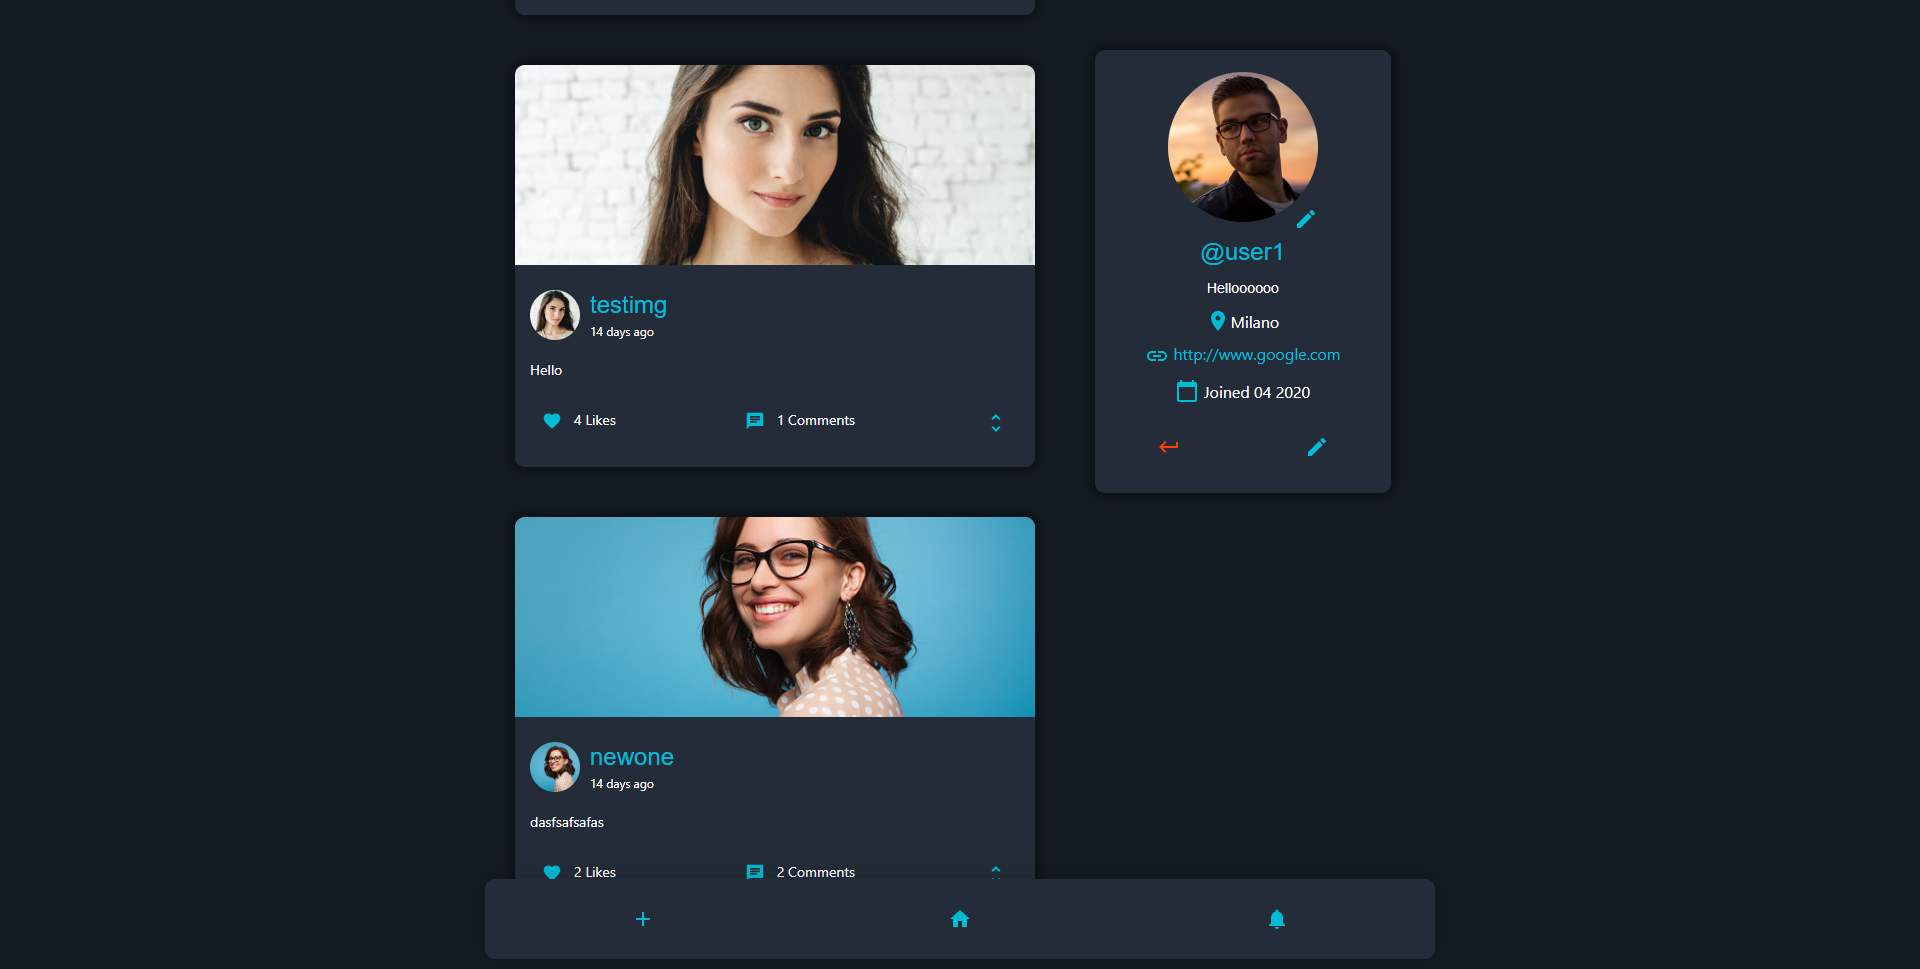 testimg
14 days ago
Hello
4 Likes
1 Comments
newone
14 days ago
dasfsafsafas
2 Likes
2 Comments
@user1
Helloooooo
Milano
http://www.google.com
Joined 04 2020